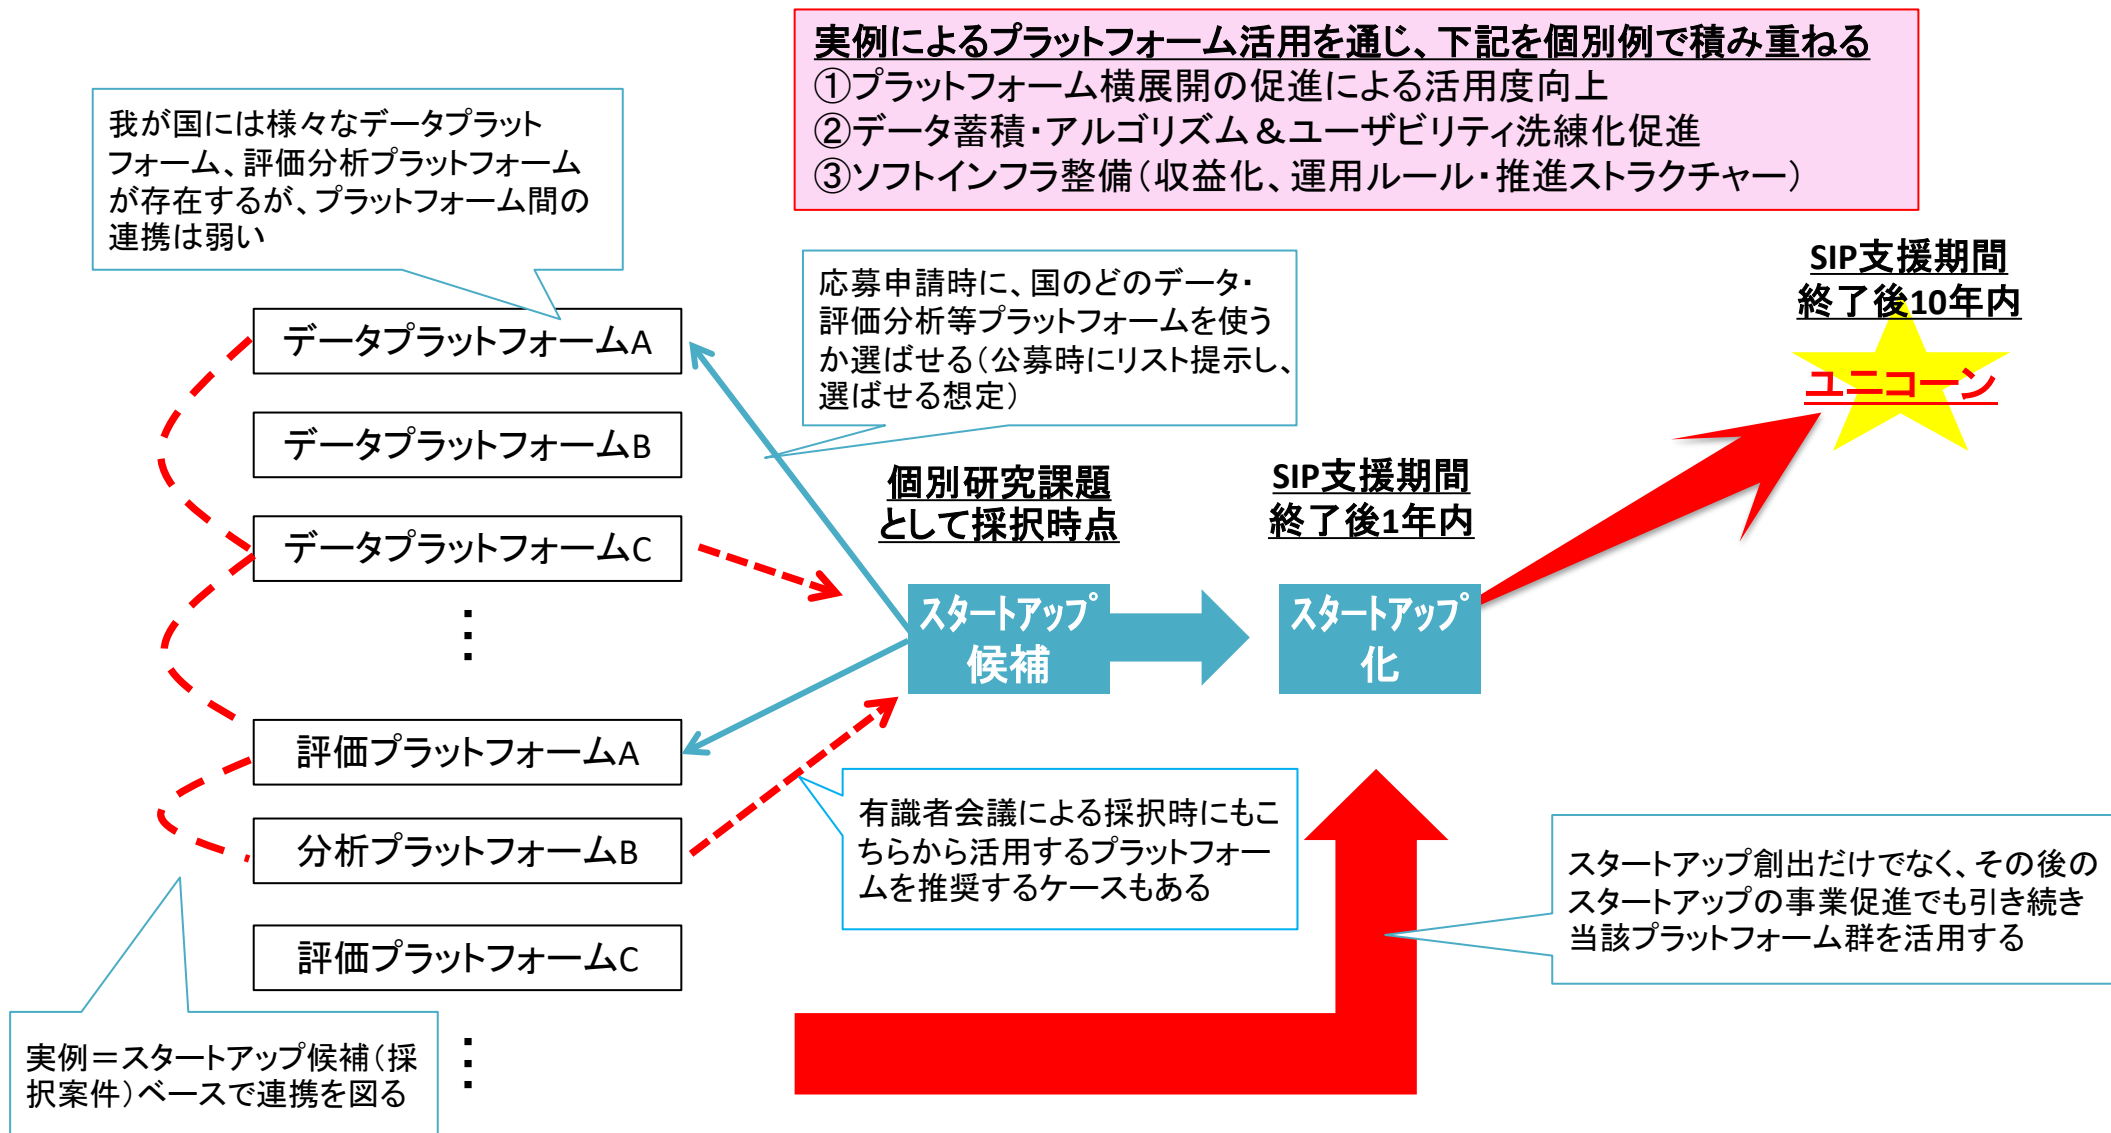 実例によるプラットフォーム活用を通じ、下記を個別例で積み重ねる
①プラットフォーム横展開の促進による活用度向上
②データ蓄積・アルゴリズム＆ユーザビリティ洗練化促進
③ソフトインフラ整備（収益化、運用ルール・推進ストラクチャー）
我が国には様々なデータプラット
フォーム、評価分析プラットフォーム
が存在するが、プラットフォーム間の
連携は弱い
応募申請時に、国のどのデータ・
評価分析等プラットフォームを使う
か選ばせる（公募時にリスト提示し、
選ばせる想定）
SIP支援期間
終了後10年内
ユニコーン
データプラットフォームA
データプラットフォームB
データプラットフォームC
⋮
評価プラットフォームA
分析プラットフォームB
評価プラットフォームC
⋮
個別研究課題
として採択時点
スタートアップ
候補
SIP支援期間
終了後1年内
スタートアップ
化
有識者会議による採択時にもこ
ちらから活用するプラットフォー
ムを推奨するケースもある
スタートアップ創出だけでなく、その後の
スタートアップの事業促進でも引き続き
当該プラットフォーム群を活用する
実例＝スタートアップ候補（採
択案件）ベースで連携を図る